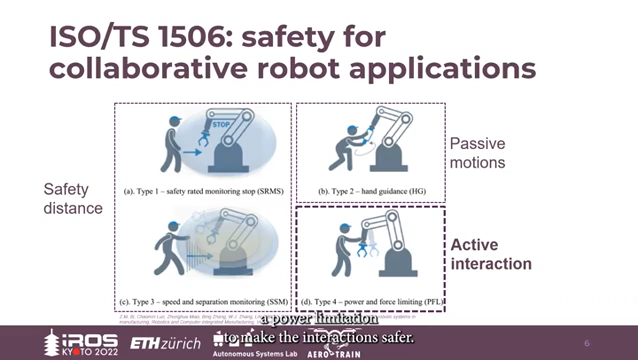 ISO/TS 1506: safety for
collaborative robot applications
STOP
(a). Type 1 – safety rated monitoring stop (SRMS)
(b). Type 2 – hand guidance (HG)
Passive
motions
Safety
distance
(c). Type 3 – speed and separation monitoring (SSM)
(d). Type 4 – power and force limiting (PFL)
Active
interaction
a power limitation
to make the interactions safer.
iROS
KYOTO 2022
ETH zürich
Autonomous Systems Lab
AERO-TRAIN
6